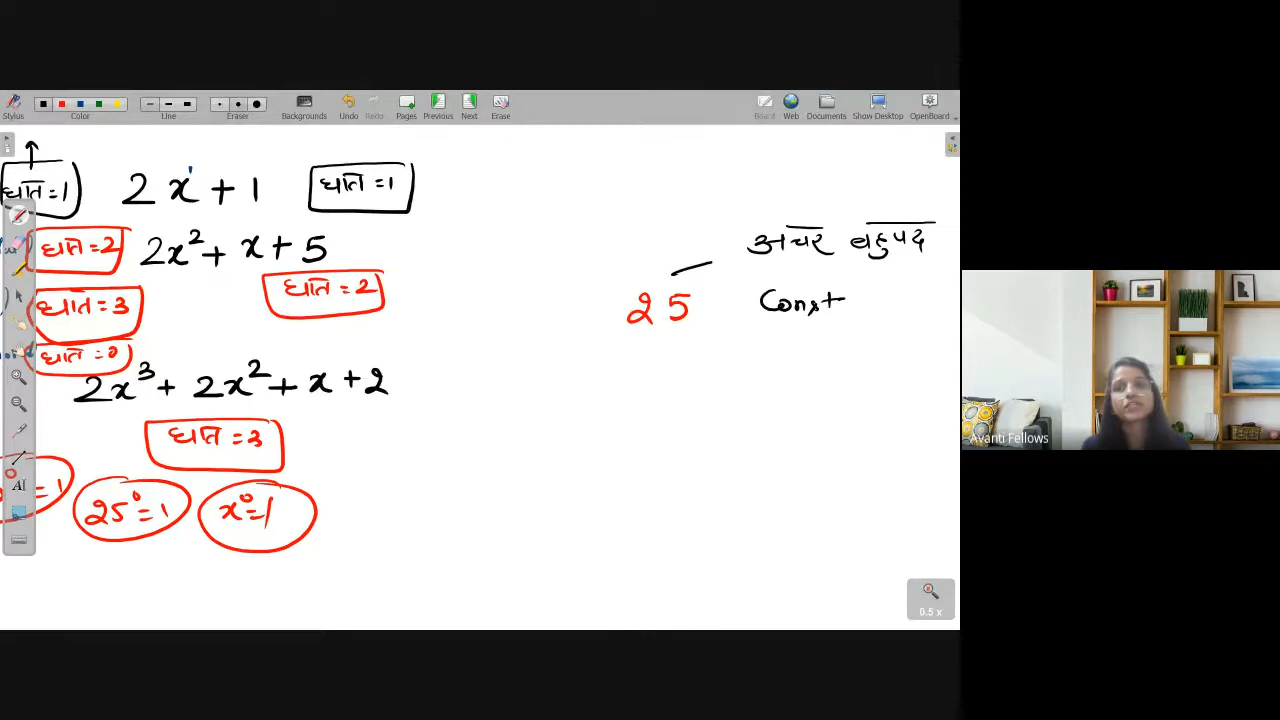 Stylus Color Line Eraser Backgrounds Undo Redo Pages Previous Next Erase Board Web Documents Show Desktop OpenBoard
घात = 1 2x¹ + 1 घात = 1
घात = 2 2x² + x + 5 घात = 2
अचर बहुपद
25 Const
घात = 3
घात = 0
2x³ + 2x² + x + 2
घात = 3
= 1 25⁰ = 1 x⁰ = 1
Avanti Fellows
0.5 x